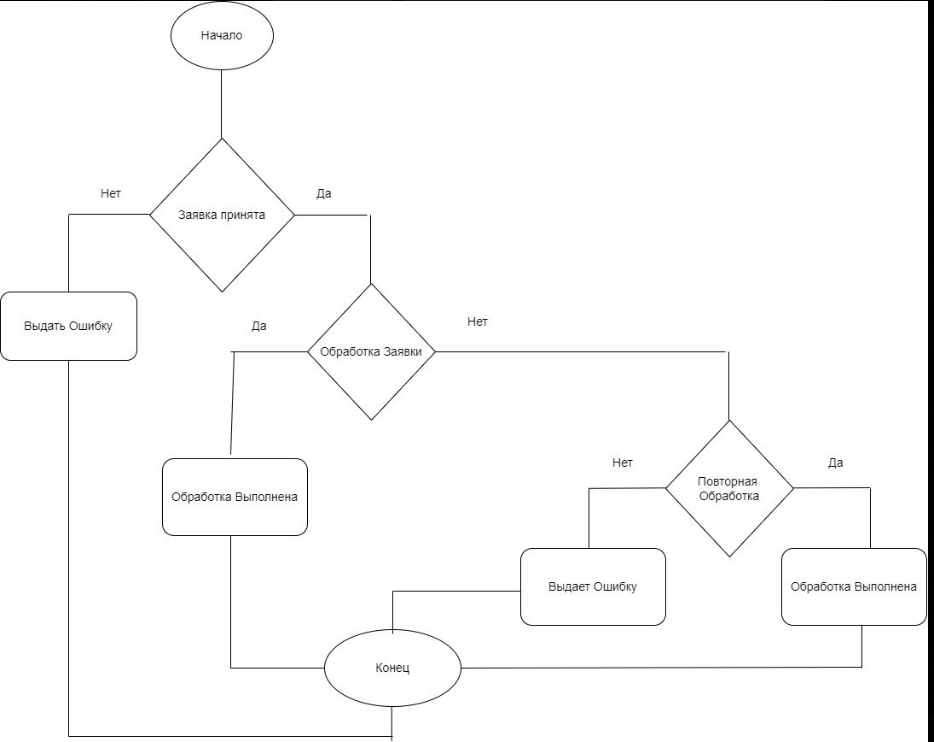 Начало
Нет
Да
Заявка принята
Выдать Ошибку
Да
Нет
Обработка Заявки
Нет
Да
Повторная
Обработка
Обработка Выполнена
Выдает Ошибку
Обработка Выполнена
Конец